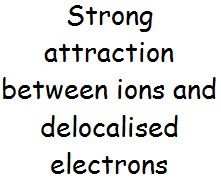 Strong
attraction
between ions and
delocalised
electrons